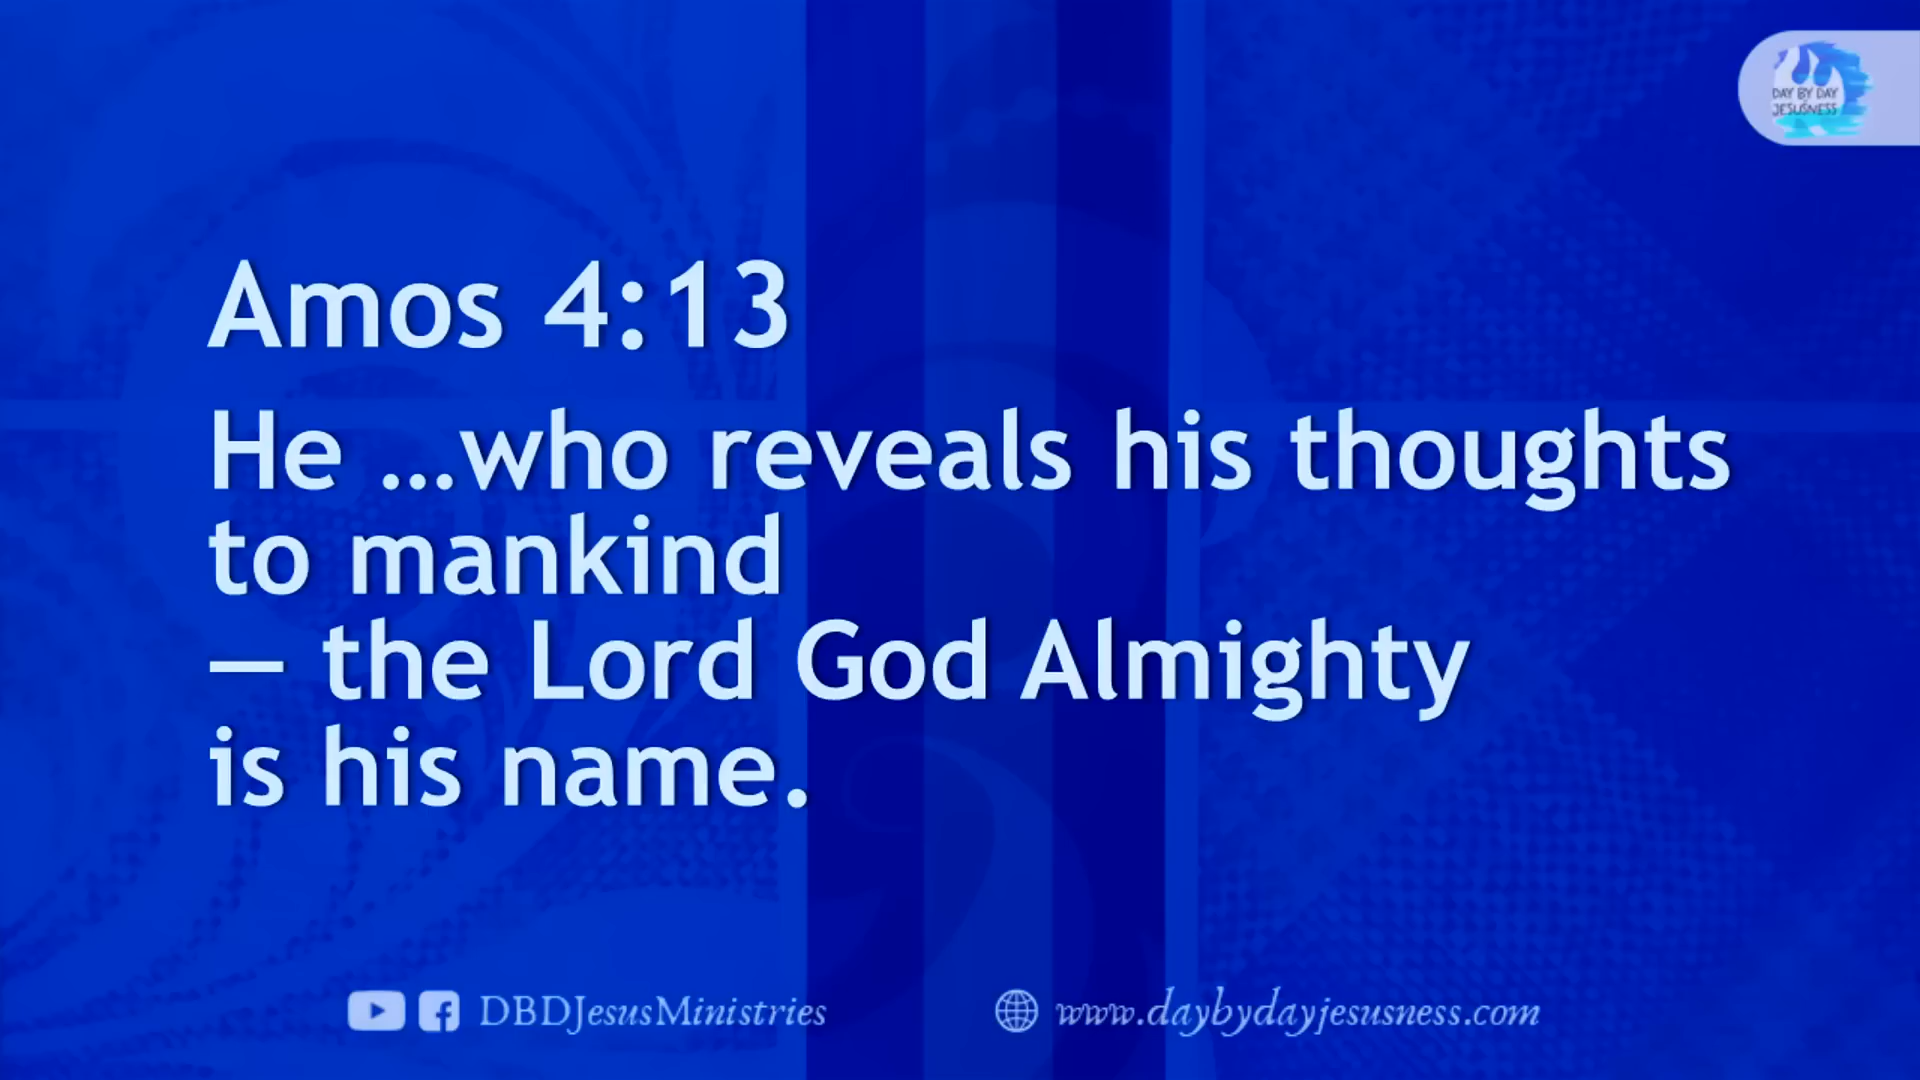 DAY BY DAY
JESUSNESS
Amos 4:13
He ...who reveals his thoughts
to mankind
— the Lord God Almighty
is his name.
DBDJesusMinistries
www.daybydayjesusness.com